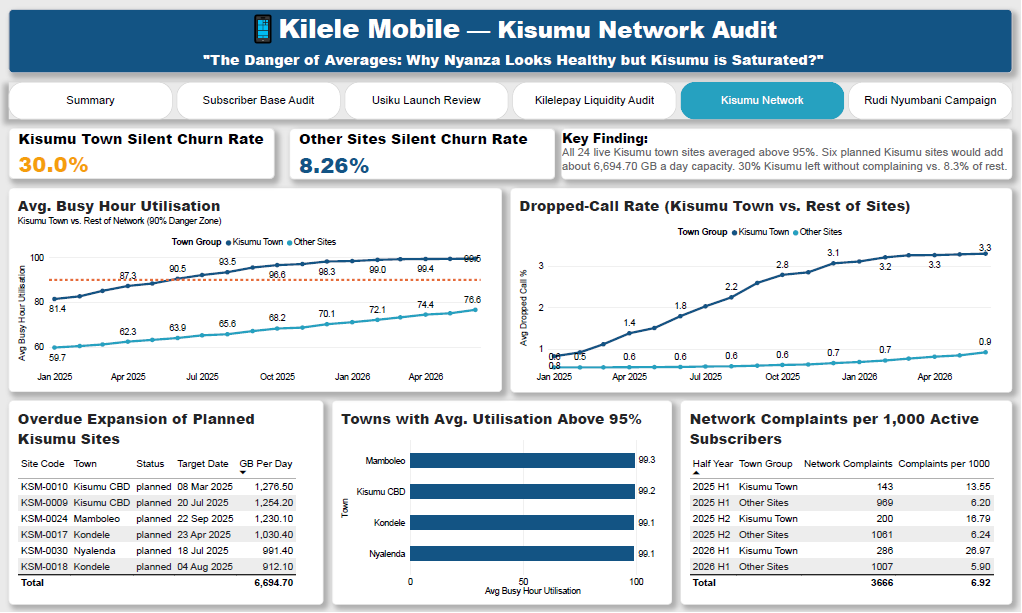 Kilele Mobile — Kisumu Network Audit
"The Danger of Averages: Why Nyanza Looks Healthy but Kisumu is Saturated?"
Summary
Subscriber Base Audit
Usiku Launch Review
Kilelepay Liquidity Audit
Kisumu Network
Rudi Nyumbani Campaign
Kisumu Town Silent Churn Rate
30.0%
Other Sites Silent Churn Rate
8.26%
Key Finding:
All 24 live Kisumu town sites averaged above 95%. Six planned Kisumu sites would add
about 6,694.70 GB a day capacity. 30% Kisumu left without complaining vs. 8.3% of rest.
Avg. Busy Hour Utilisation
Kisumu Town vs. Rest of Network (90% Danger Zone)
Town Group Kisumu Town Other Sites
Avg Busy Hour Utilisation
100
80
60
81.4
87.3
90.5
93.5
96.6
98.3
99.0
99.4
99.5
59.7
62.3
63.9
65.6
68.2
70.1
72.1
74.4
76.6
Jan 2025 Apr 2025 Jul 2025 Oct 2025 Jan 2026 Apr 2026
Dropped-Call Rate (Kisumu Town vs. Rest of Sites)
Town Group Kisumu Town Other Sites
Avg Dropped Call %
3
2
1
0.8
1.4
1.8
2.2
2.8
3.1
3.2
3.3
3.3
0.6
0.5
0.6
0.6
0.6
0.6
0.7
0.7
0.9
Jan 2025 Apr 2025 Jul 2025 Oct 2025 Jan 2026 Apr 2026
Overdue Expansion of Planned
Kisumu Sites
Site Code Town Status Target Date GB Per Day
KSM-0010 Kisumu CBD planned 08 Mar 2025 1,276.50
KSM-0009 Kisumu CBD planned 20 Jul 2025 1,254.20
KSM-0024 Mamboleo planned 22 Sep 2025 1,230.10
KSM-0017 Kondele planned 23 Apr 2025 1,030.40
KSM-0030 Nyalenda planned 18 Jul 2025 991.40
KSM-0018 Kondele planned 04 Aug 2025 912.10
Total 6,694.70
Towns with Avg. Utilisation Above 95%
Town
Mamboleo 99.3
Kisumu CBD 99.2
Kondele 99.1
Nyalenda 99.1
0 50 100
Avg Busy Hour Utilisation
Network Complaints per 1,000 Active
Subscribers
Half Year Town Group Network Complaints Complaints per 1000
2025 H1 Kisumu Town 143 13.55
2025 H1 Other Sites 969 6.20
2025 H2 Kisumu Town 200 16.79
2025 H2 Other Sites 1061 6.24
2026 H1 Kisumu Town 286 26.97
2026 H1 Other Sites 1007 5.90
Total 3666 6.92